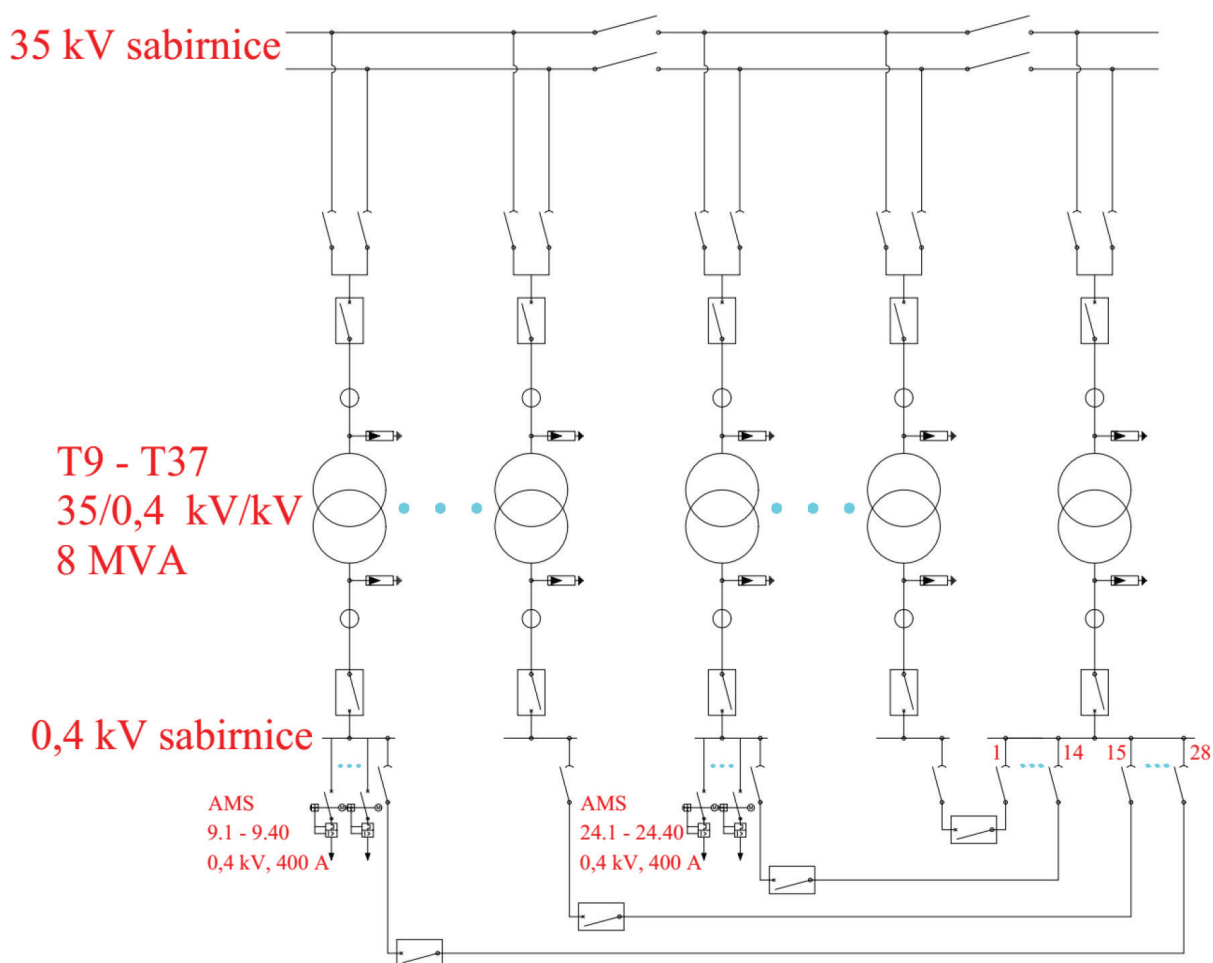 35 kV sabirnice
T9 - T37
35/0,4 kV/kV
8 MVA
0,4 kV sabirnice
1
14
15
28
AMS
9.1 - 9.40
0,4 kV, 400 A
M
M
AMS
24.1 - 24.40
0,4 kV, 400 A
M
M